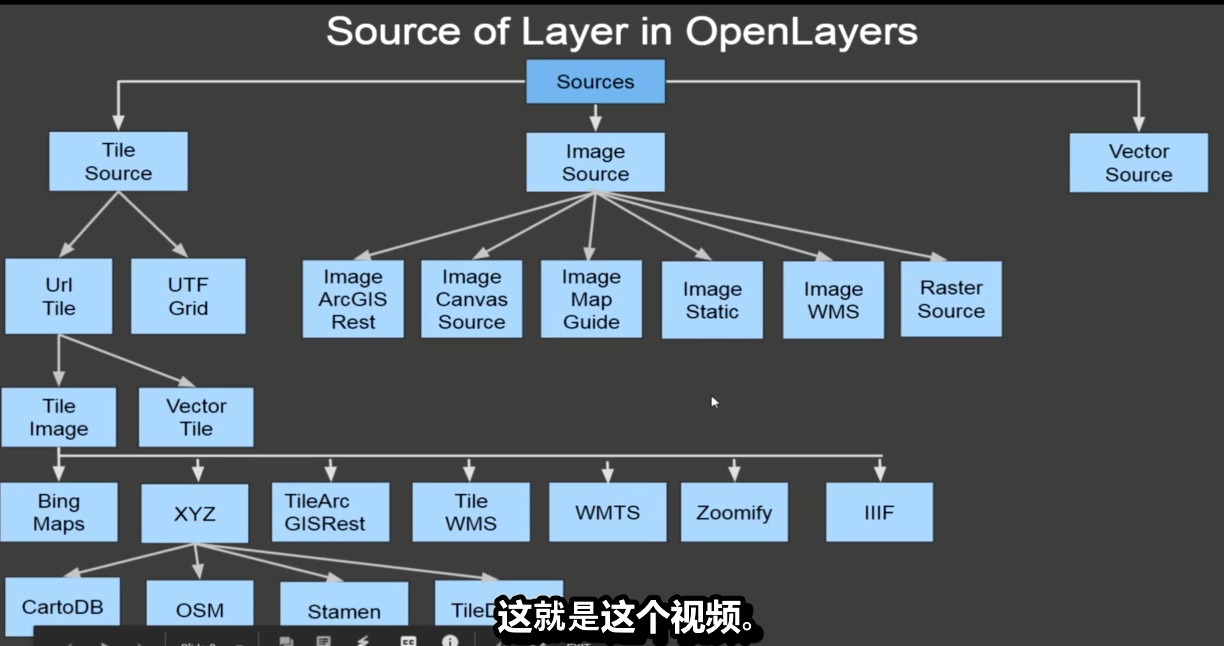 Source of Layer in OpenLayers
Sources
Tile
Source
Image
Source
Vector
Source
Url
Tile
UTF
Grid
Image
ArcGIS
Rest
Image
Canvas
Source
Image
Map
Guide
Image
Static
Image
WMS
Raster
Source
Tile
Image
Vector
Tile
Bing
Maps
XYZ
TileArc
GISRest
Tile
WMS
WMTS
Zoomify
IIIF
CartoDB
OSM
Stamen
这就是这个视频。